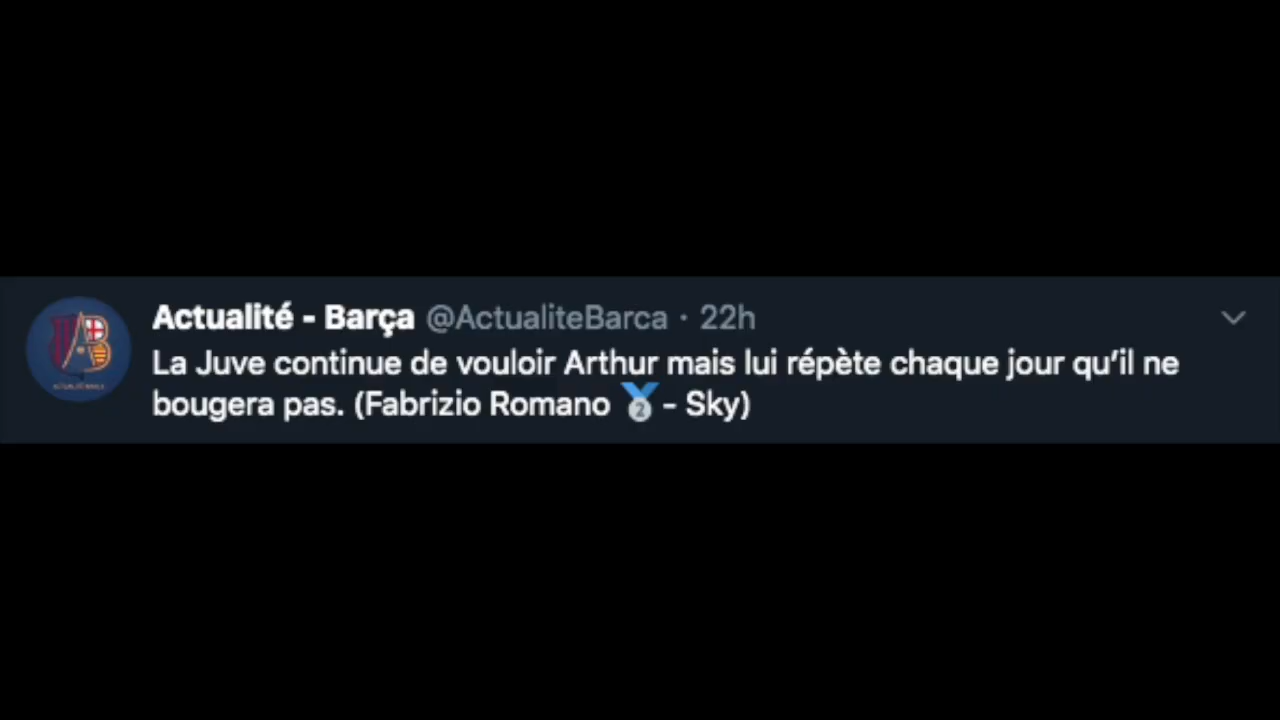 Actualité - Barça @ActualiteBarca · 22h
La Juve continue de vouloir Arthur mais lui répète chaque jour qu’il ne
bougera pas. (Fabrizio Romano 🥈 - Sky)